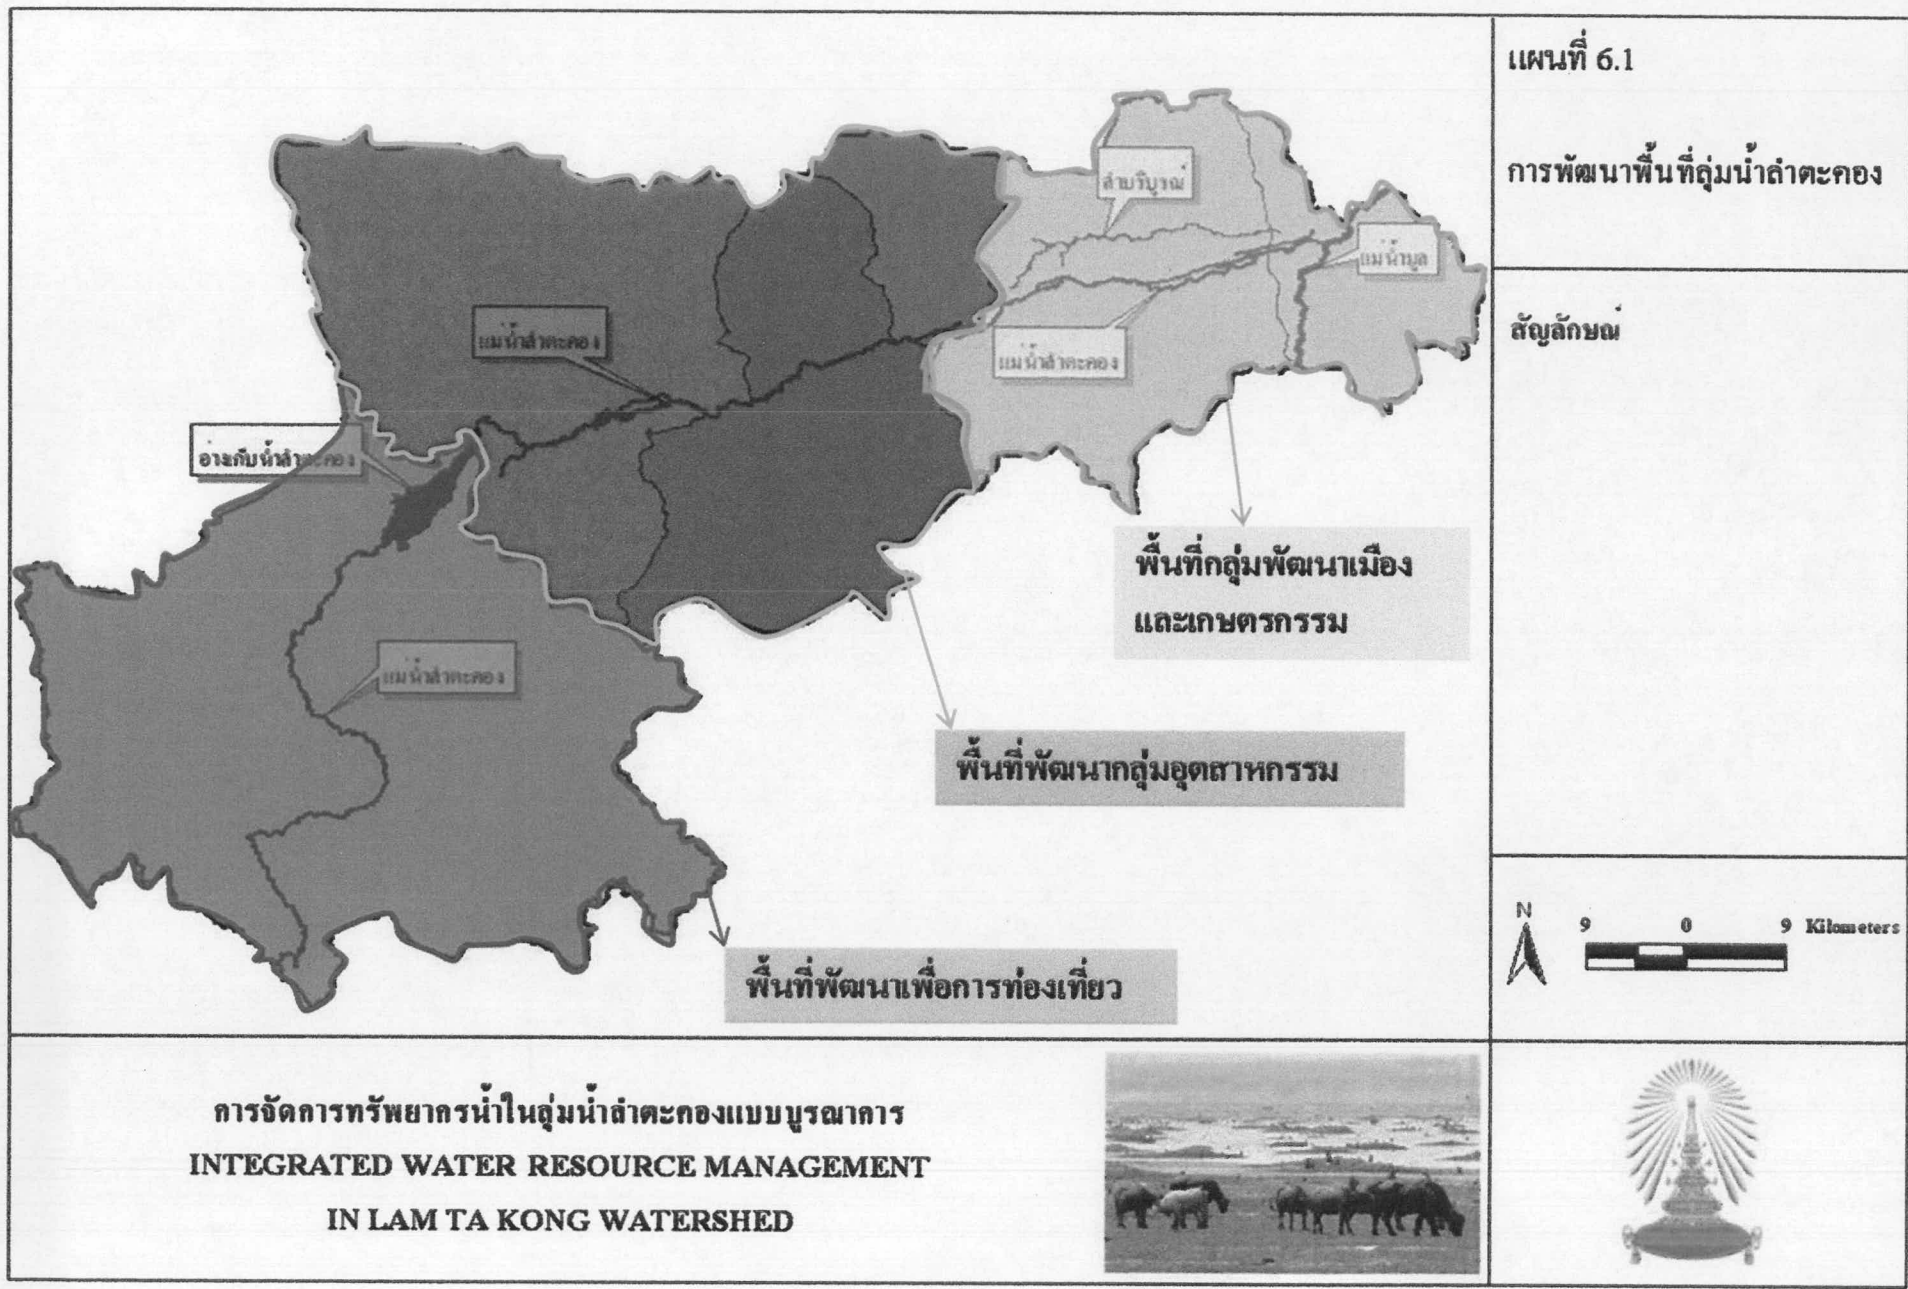 แผนที่ 6.1
การพัฒนาพื้นที่ลุ่มน้ำลำตะคอง
สัญลักษณ์
ลำบริบูรณ์
แม่น้ำมูล
แม่น้ำลำตะคอง
แม่น้ำลำตะคอง
อ่างเก็บน้ำลำตะคอง
แม่น้ำลำตะคอง
พื้นที่กลุ่มพัฒนาเมือง
และเกษตรกรรม
พื้นที่พัฒนากลุ่มอุตสาหกรรม
พื้นที่พัฒนาเพื่อการท่องเที่ยว
N
9 0 9 Kilometers
การจัดการทรัพยากรน้ำในลุ่มน้ำลำตะคองแบบบูรณาการ
INTEGRATED WATER RESOURCE MANAGEMENT
IN LAM TA KONG WATERSHED